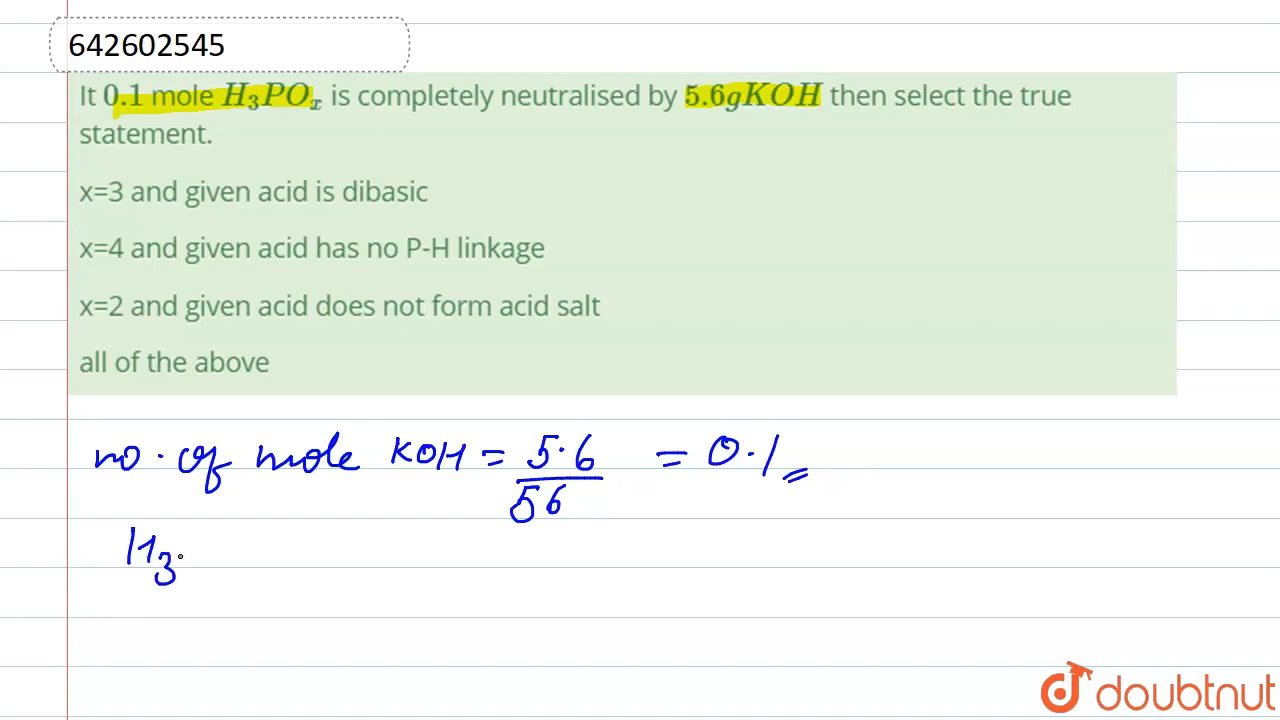 642602545
It 0.1 mole H₃POₓ is completely neutralised by 5.6gKOH then select the true
statement.
x=3 and given acid is dibasic
x=4 and given acid has no P-H linkage
x=2 and given acid does not form acid salt
all of the above
no. of mole KOH = 5.6/56 = 0.1
H₃
doubtnut